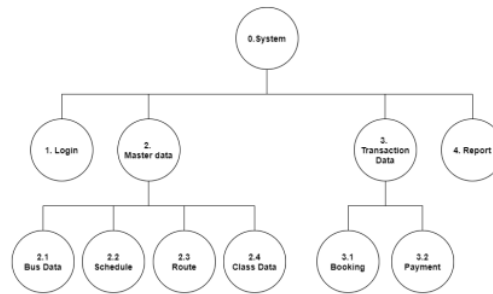 0.System
1. Login
2.
Master data
3.
Transaction
Data
4. Report
2.1
Bus Data
2.2
Schedule
2.3
Route
2.4
Class Data
3.1
Booking
3.2
Payment